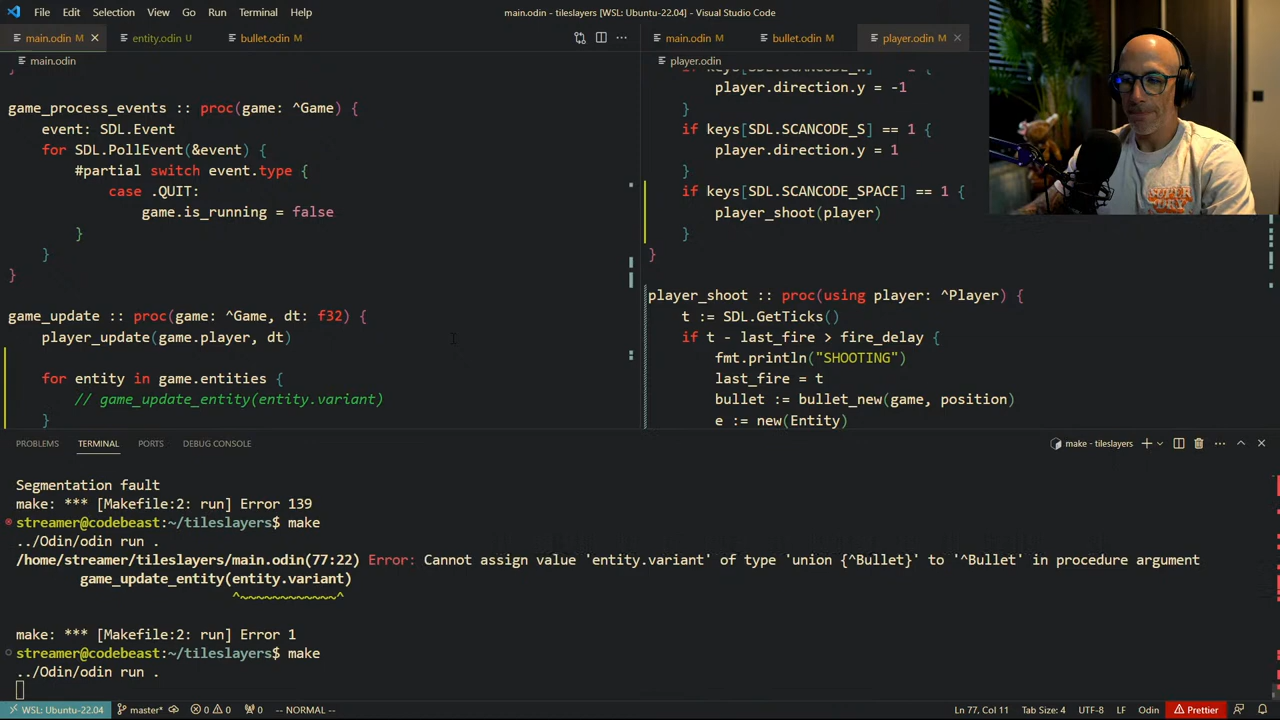 File Edit Selection View Go Run Terminal Help
main.odin - tileslayers [WSL: Ubuntu-22.04] - Visual Studio Code
main.odin M
entity.odin U
bullet.odin M
main.odin
game_process_events :: proc(game: ^Game) {
event: SDL.Event
for SDL.PollEvent(&event) {
#partial switch event.type {
case .QUIT:
game.is_running = false
}
}
}
game_update :: proc(game: ^Game, dt: f32) {
player_update(game.player, dt)
for entity in game.entities {
// game_update_entity(entity.variant)
}
main.odin M
bullet.odin M
player.odin M
player.odin
if keys[SDL.SCANCODE_W] == 1 {
player.direction.y = -1
}
if keys[SDL.SCANCODE_S] == 1 {
player.direction.y = 1
}
if keys[SDL.SCANCODE_SPACE] == 1 {
player_shoot(player)
}
}
player_shoot :: proc(using player: ^Player) {
t := SDL.GetTicks()
if t - last_fire > fire_delay {
fmt.println("SHOOTING")
last_fire = t
bullet := bullet_new(game, position)
e := new(Entity)
PROBLEMS TERMINAL PORTS DEBUG CONSOLE
make - tileslayers
Segmentation fault
make: *** [Makefile:2: run] Error 139
streamer@codebeast:~/tileslayers$ make
../Odin/odin run .
/home/streamer/tileslayers/main.odin(77:22) Error: Cannot assign value 'entity.variant' of type 'union {^Bullet}' to '^Bullet' in procedure argument
game_update_entity(entity.variant)
^~~~~~~~~~~~~~^
make: *** [Makefile:2: run] Error 1
streamer@codebeast:~/tileslayers$ make
../Odin/odin run .
WSL: Ubuntu-22.04 master* 0 0 0 -- NORMAL -- Ln 77, Col 11 Tab Size: 4 UTF-8 LF Odin Prettier